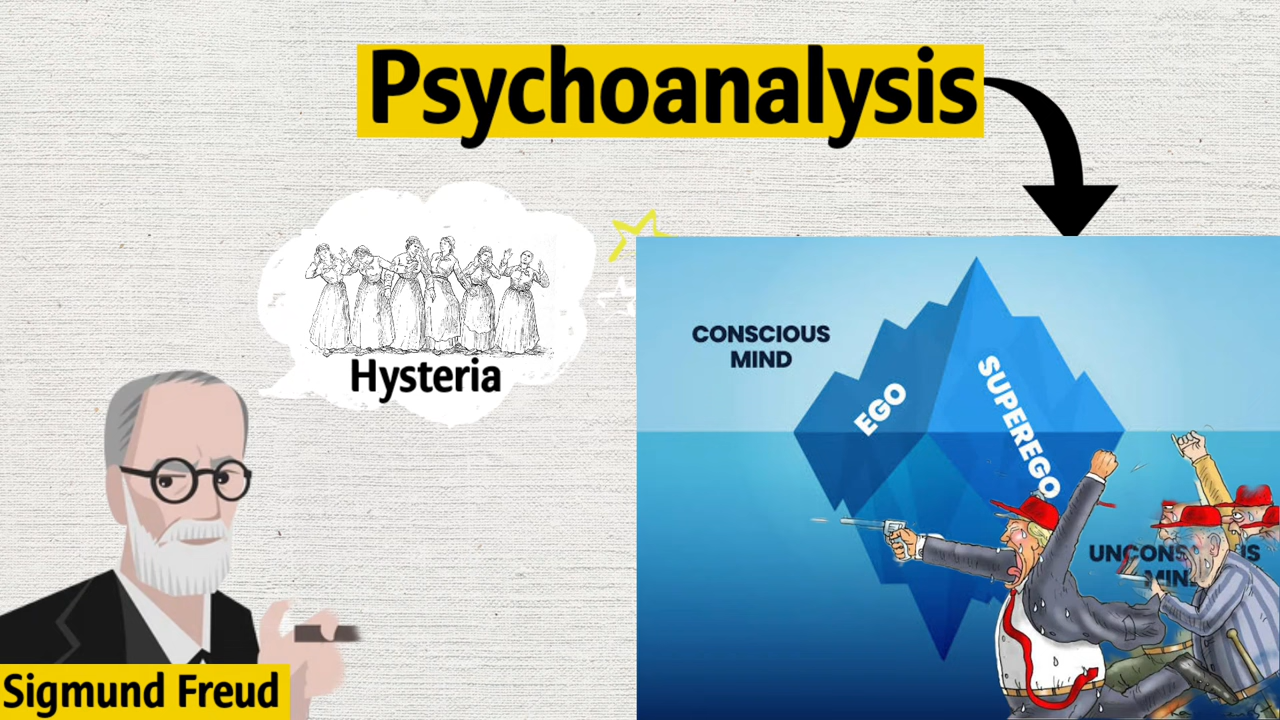 Psychoanalysis
Hysteria
CONSCIOUS
MIND
EGO
SUPEREGO
Sigmund Freud